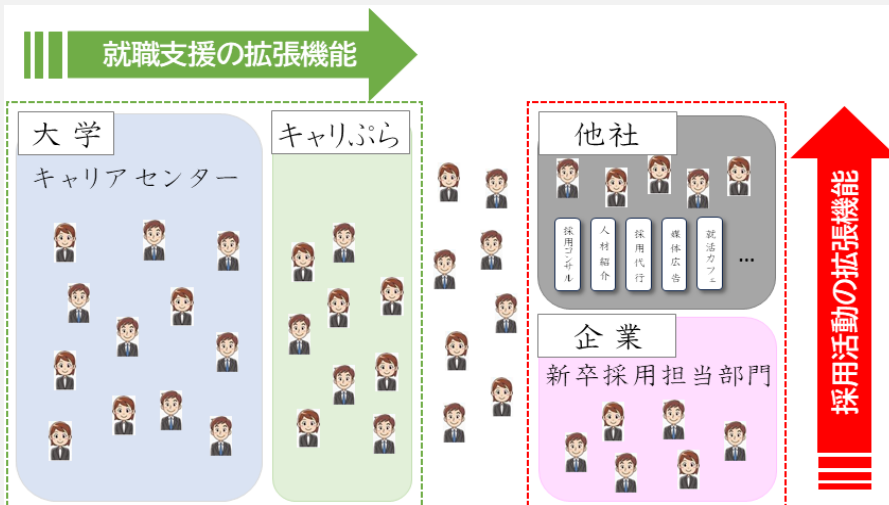 就職支援の拡張機能
大学
キャリアセンター
キャリぷら
他社
採用コンサル
人材紹介
採用代行
媒体広告
就活カフェ
…
企業
新卒採用担当部門
採用活動の拡張機能